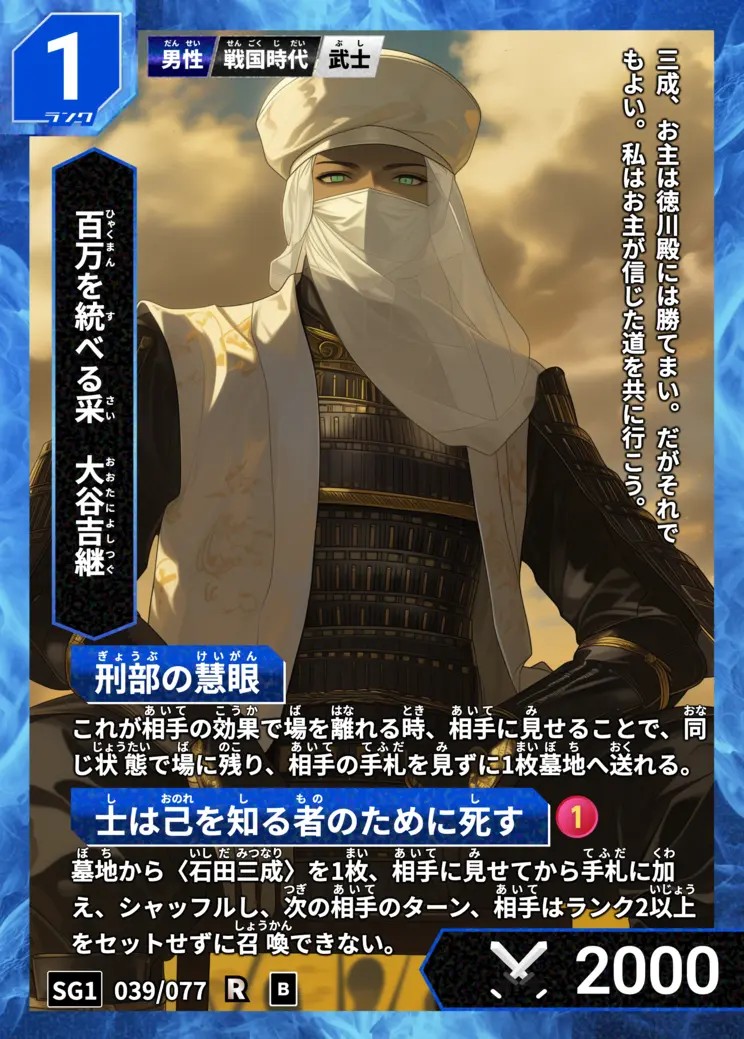 1
ランク
男性 戦国時代 武士
三成、お主は徳川殿には勝てまい。だがそれで
もよい。私はお主が信じた道を共に行こう。
百万を統べる采 大谷吉継
刑部の慧眼
これが相手の効果で場を離れる時、相手に見せることで、同
じ状態で場に残り、相手の手札を見ずに1枚墓地へ送れる。
士は己を知る者のために死す 1
墓地から〈石田三成〉を1枚、相手に見せてから手札に加
え、シャッフルし、次の相手のターン、相手はランク2以上
をセットせずに召喚できない。
2000
SG1 039/077 R B